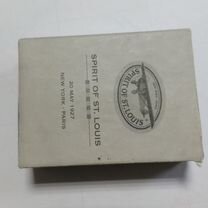 SPIRIT OF ST. LOUIS
SPIRIT OF ST. LOUIS
20 MAY 1927
NEW YORK - PARIS